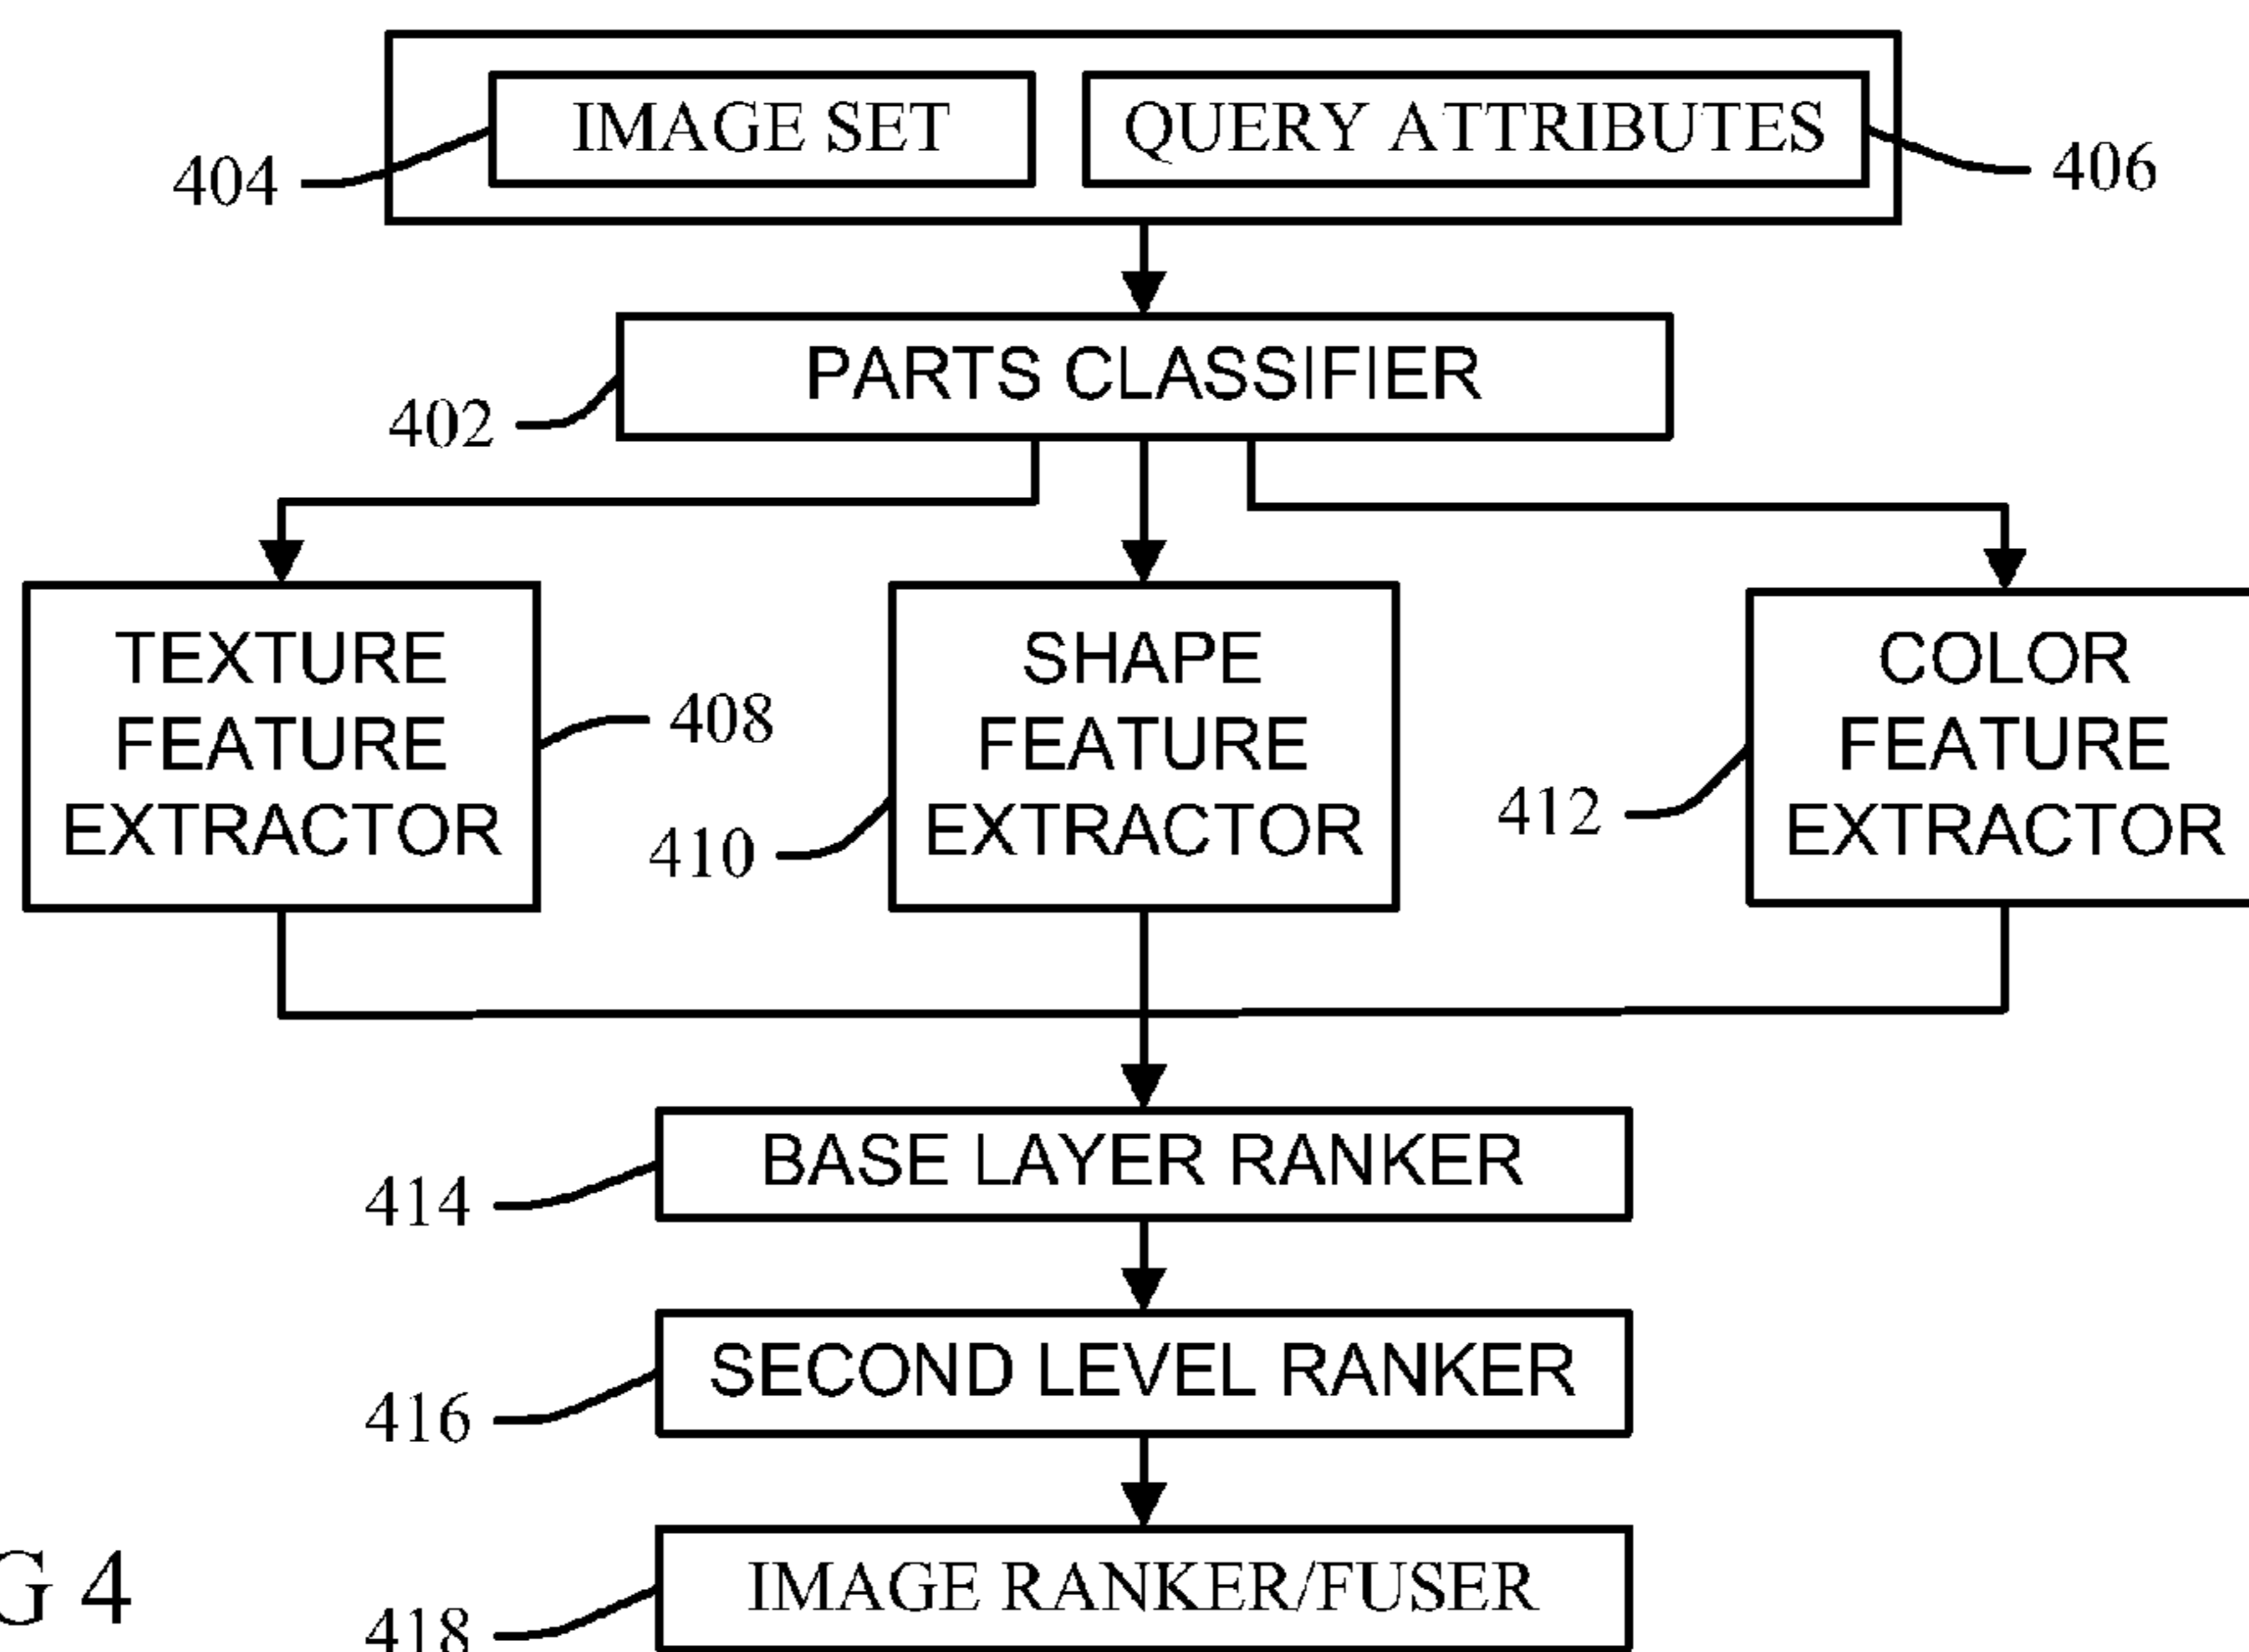 IMAGE SET
QUERY ATTRIBUTES
404
406
PARTS CLASSIFIER
402
TEXTURE
FEATURE
EXTRACTOR
408
SHAPE
FEATURE
EXTRACTOR
410
COLOR
FEATURE
EXTRACTOR
412
BASE LAYER RANKER
414
SECOND LEVEL RANKER
416
IMAGE RANKER/FUSER
418
G 4